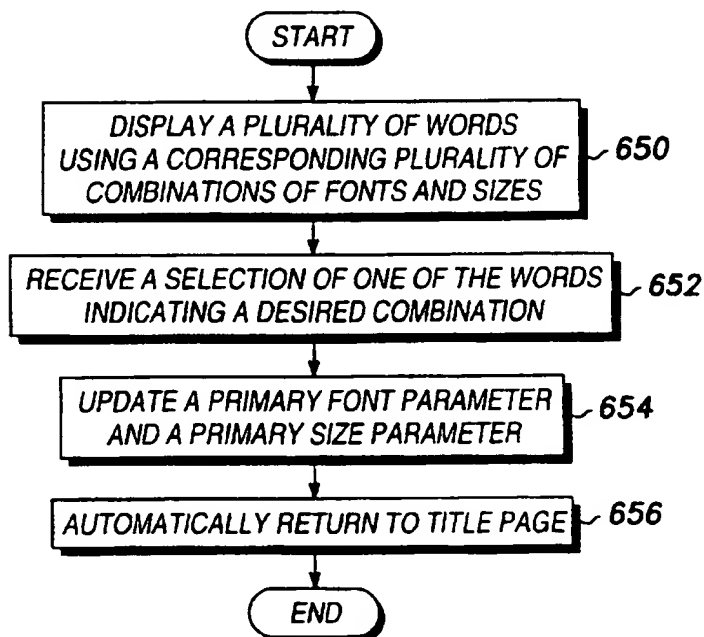 START
DISPLAY A PLURALITY OF WORDS
USING A CORRESPONDING PLURALITY OF
COMBINATIONS OF FONTS AND SIZES
650
RECEIVE A SELECTION OF ONE OF THE WORDS
INDICATING A DESIRED COMBINATION
652
UPDATE A PRIMARY FONT PARAMETER
AND A PRIMARY SIZE PARAMETER
654
AUTOMATICALLY RETURN TO TITLE PAGE
656
END